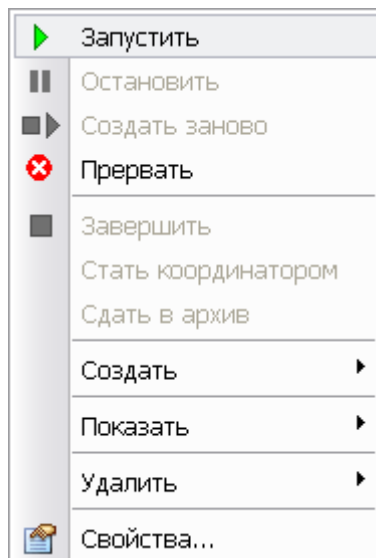 Запустить
Остановить
Создать заново
Прервать
Завершить
Стать координатором
Сдать в архив
Создать
Показать
Удалить
Свойства...